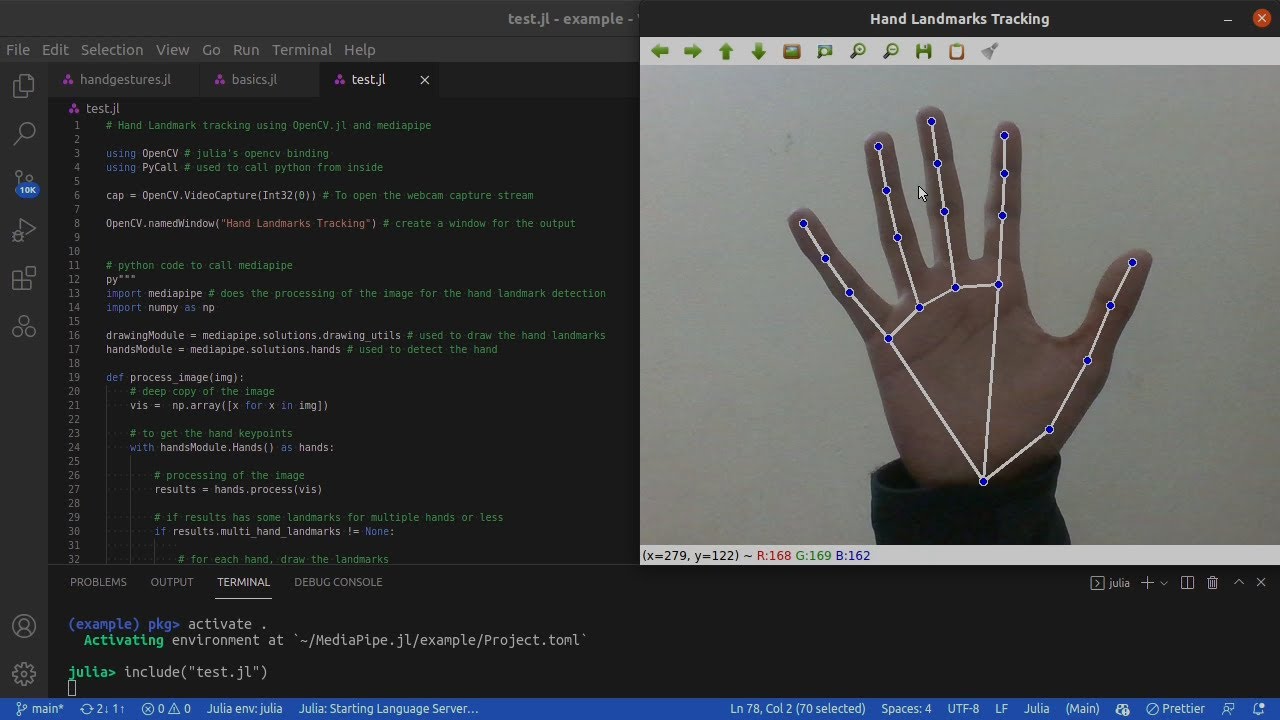 test.jl - example -
Hand Landmarks Tracking
File Edit Selection View Go Run Terminal Help
handgestures.jl basics.jl test.jl
test.jl
1 # Hand Landmark tracking using OpenCV.jl and mediapipe
2
3 using OpenCV # julia's opencv binding
4 using PyCall # used to call python from inside
5
6 cap = OpenCV.VideoCapture(Int32(0)) # To open the webcam capture stream
7
8 OpenCV.namedWindow("Hand Landmarks Tracking") # create a window for the output
9
10
11 # python code to call mediapipe
12 py"""
13 import mediapipe # does the processing of the image for the hand landmark detection
14 import numpy as np
15
16 drawingModule = mediapipe.solutions.drawing_utils # used to draw the hand landmarks
17 handsModule = mediapipe.solutions.hands # used to detect the hand
18
19 def process_image(img):
20 # deep copy of the image
21 vis = np.array([x for x in img])
22
23 # to get the hand keypoints
24 with handsModule.Hands() as hands:
25
26 # processing of the image
27 results = hands.process(vis)
28
29 # if results has some landmarks for multiple hands or less
30 if results.multi_hand_landmarks != None:
31
32 # for each hand, draw the landmarks
10K
(x=279, y=122) ~ R:168 G:169 B:162
PROBLEMS OUTPUT TERMINAL DEBUG CONSOLE
julia
(example) pkg> activate .
Activating environment at `~/MediaPipe.jl/example/Project.toml`
julia> include("test.jl")
main* 2↓ 1↑ 0 0 Julia env: julia Julia: Starting Language Server... Ln 78, Col 2 (70 selected) Spaces: 4 UTF-8 LF Julia (Main) Prettier